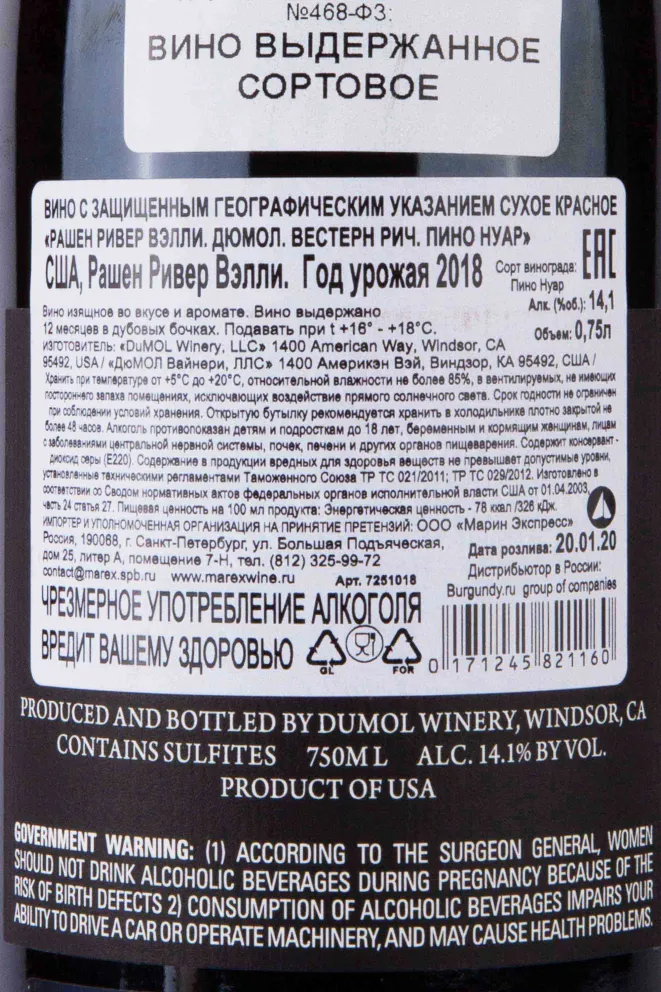 №468-ФЗ:
ВИНО ВЫДЕРЖАННОЕ
СОРТОВОЕ
ВИНО С ЗАЩИЩЕННЫМ ГЕОГРАФИЧЕСКИМ УКАЗАНИЕМ СУХОЕ КРАСНОЕ
«РАШЕН РИВЕР ВЭЛЛИ. ДЮМОЛ. ВЕСТЕРН РИЧ. ПИНО НУАР»
США, Рашен Ривер Вэлли. Год урожая 2018
Сорт винограда:
Пино Нуар
EAC
Алк. (%об.): 14,1
Объем: 0,75л
Вино изящное во вкусе и аромате. Вино выдержано
12 месяцев в дубовых бочках. Подавать при t +16° - +18°С.
ИЗГОТОВИТЕЛЬ: «DuMOL Winery, LLC» 1400 American Way, Windsor, CA
95492, USA / «ДюМОЛ Вайнери, ЛЛС» 1400 Америкэн Вэй, Виндзор, КА 95492, США /
Хранить при температуре от +5°С до +20°С, относительной влажности не более 85%, в вентилируемых, не имеющих
постороннего запаха помещениях, исключающих воздействие прямого солнечного света. Срок годности не ограничен
при соблюдении условий хранения. Открытую бутылку рекомендуется хранить в холодильнике плотно закрытой не
более 48 часов. Алкоголь противопоказан детям и подросткам до 18 лет, беременным и кормящим женщинам, лицам
с заболеваниями центральной нервной системы, почек, печени и других органов пищеварения. Содержит консервант -
диоксид серы (Е220). Содержание в продукции вредных для здоровья веществ не превышает допустимые уровни,
установленные техническими регламентами Таможенного Союза ТР ТС 021/2011; ТР ТС 029/2012. Изготовлено в
соответствии со Сводом нормативных актов федеральных органов исполнительной власти США от 01.04.2003,
часть 24 статья 27. Пищевая ценность на 100 мл продукта: Энергетическая ценность - 78 ккал /326 кДж.
ИМПОРТЕР И УПОЛНОМОЧЕННАЯ ОРГАНИЗАЦИЯ НА ПРИНЯТИЕ ПРЕТЕНЗИЙ: ООО «Марин Экспресс»
Россия, 190068, г. Санкт-Петербург, ул. Большая Подъяческая,
дом 25, литер А, помещение 7-Н, тел. (812) 325-99-72
contact@marex.spb.ru www.marexwine.ru Арт. 7251018
Дата розлива: 20.01.20
Дистрибьютор в России:
Burgundy.ru group of companies
ЧРЕЗМЕРНОЕ УПОТРЕБЛЕНИЕ АЛКОГОЛЯ
ВРЕДИТ ВАШЕМУ ЗДОРОВЬЮ
GL FOR
0 171245 821160
PRODUCED AND BOTTLED BY DUMOL WINERY, WINDSOR, CA
CONTAINS SULFITES 750ML ALC. 14.1% BY VOL.
PRODUCT OF USA
GOVERNMENT WARNING: (1) ACCORDING TO THE SURGEON GENERAL, WOMEN
SHOULD NOT DRINK ALCOHOLIC BEVERAGES DURING PREGNANCY BECAUSE OF THE
RISK OF BIRTH DEFECTS 2) CONSUMPTION OF ALCOHOLIC BEVERAGES IMPAIRS YOUR
ABILITY TO DRIVE A CAR OR OPERATE MACHINERY, AND MAY CAUSE HEALTH PROBLEMS.